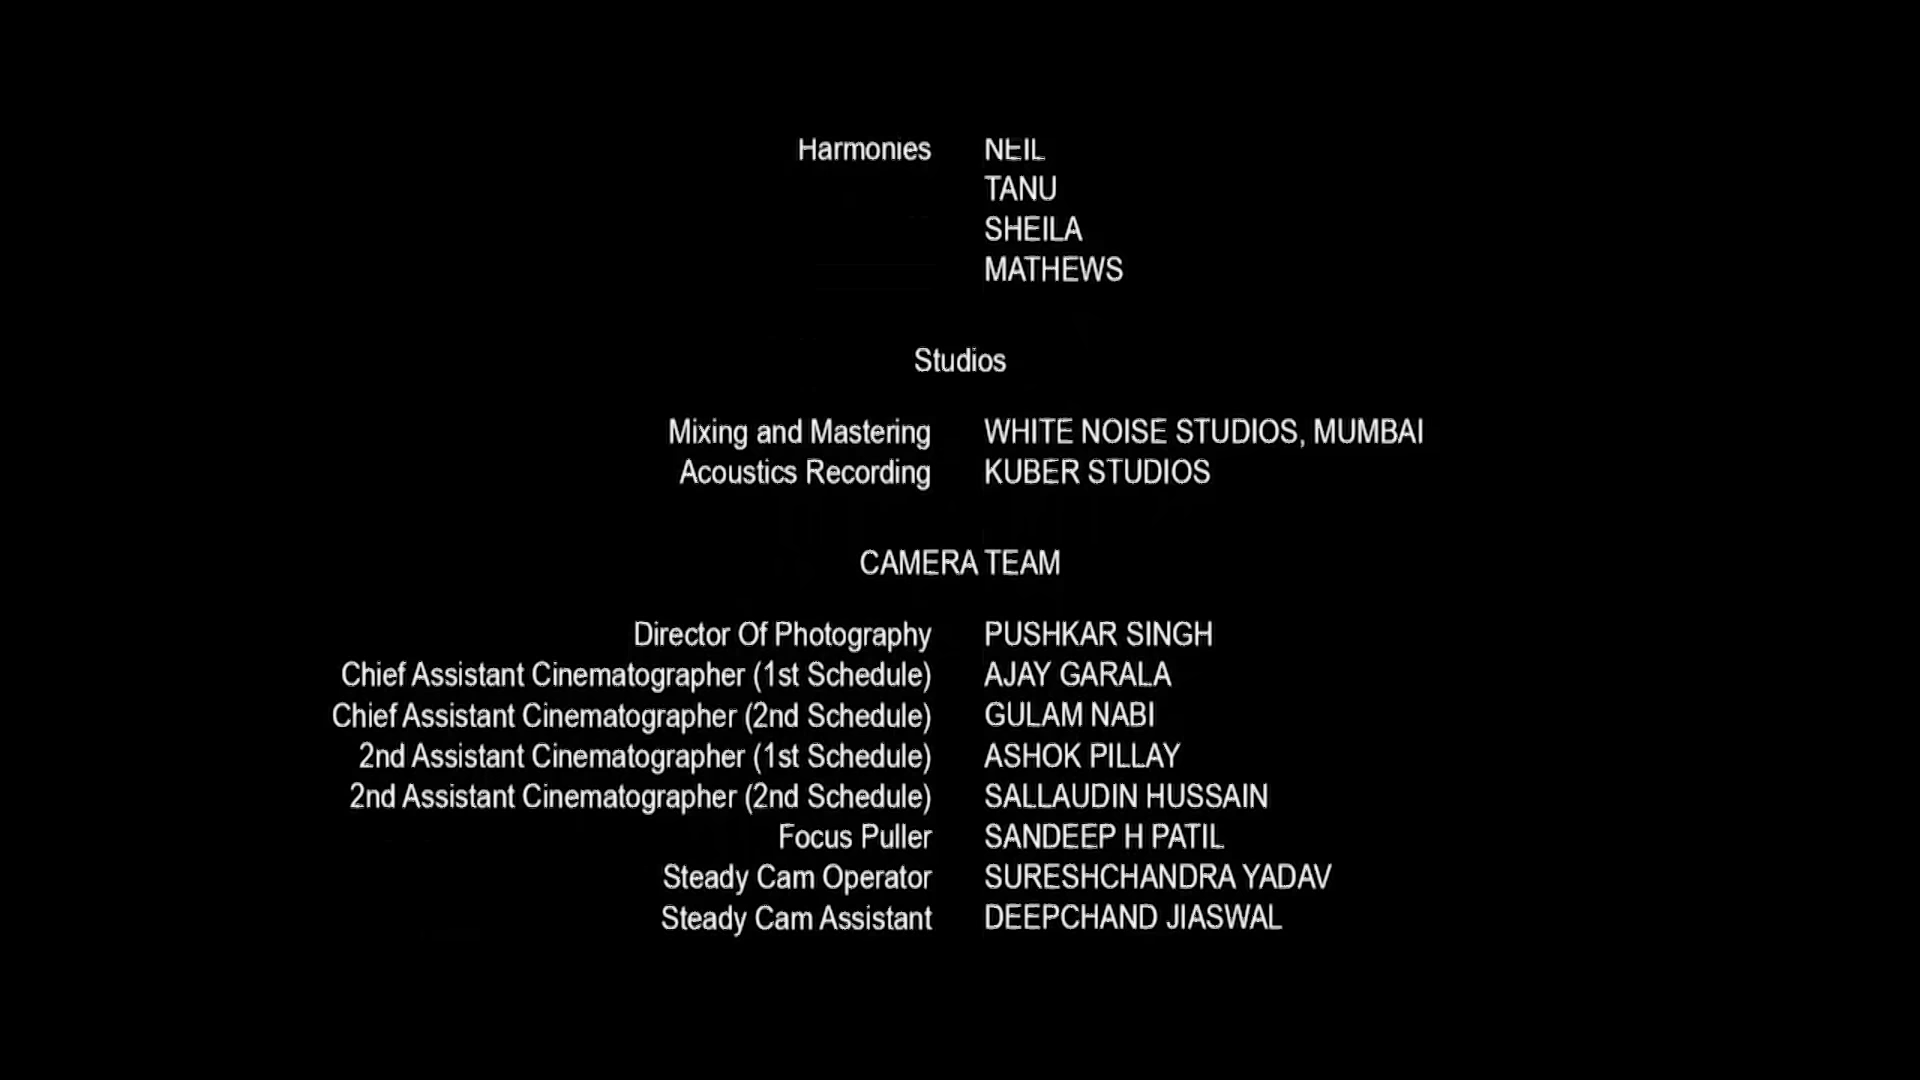 Harmonies NEIL
TANU
SHEILA
MATHEWS
Studios
Mixing and Mastering WHITE NOISE STUDIOS, MUMBAI
Acoustics Recording KUBER STUDIOS
CAMERA TEAM
Director Of Photography PUSHKAR SINGH
Chief Assistant Cinematographer (1st Schedule) AJAY GARALA
Chief Assistant Cinematographer (2nd Schedule) GULAM NABI
2nd Assistant Cinematographer (1st Schedule) ASHOK PILLAY
2nd Assistant Cinematographer (2nd Schedule) SALLAUDIN HUSSAIN
Focus Puller SANDEEP H PATIL
Steady Cam Operator SURESHCHANDRA YADAV
Steady Cam Assistant DEEPCHAND JIASWAL